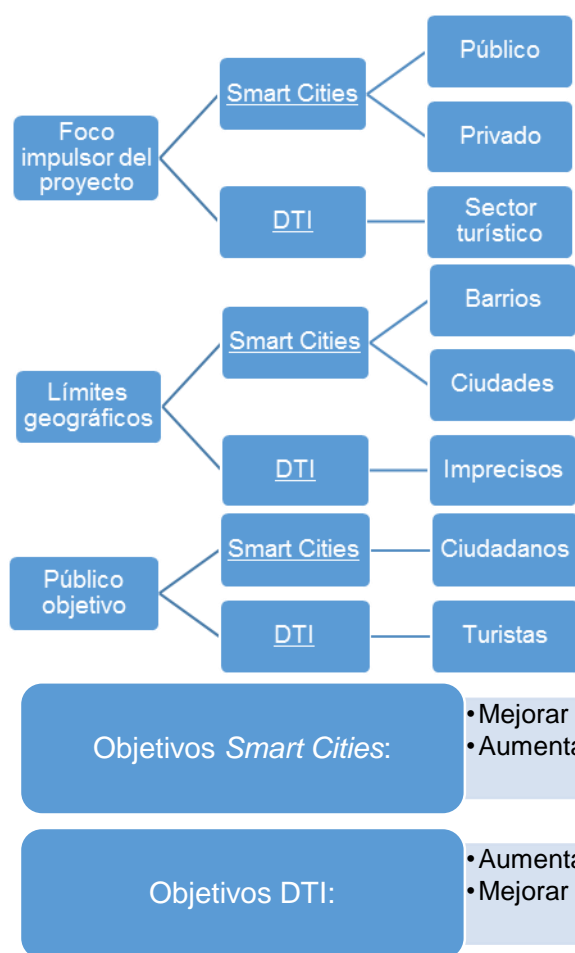 Foco
impulsor del
proyecto
Smart Cities
Público
Privado
DTI
Sector
turístico
Límites
geográficos
Smart Cities
Barrios
Ciudades
DTI
Imprecisos
Público
objetivo
Smart Cities
Ciudadanos
DTI
Turistas
Objetivos Smart Cities:
•Mejorar
•Aumenta
Objetivos DTI:
•Aumenta
•Mejorar